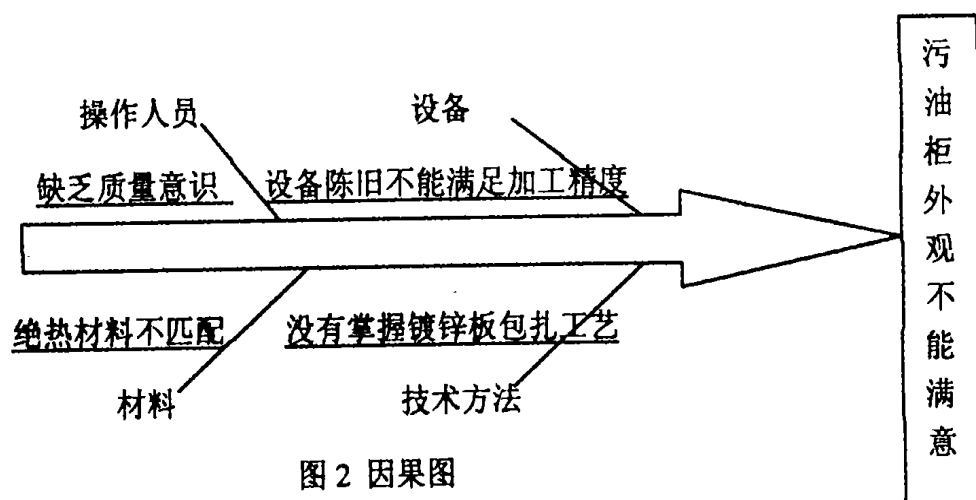 操作人员
设备
缺乏质量意识
设备陈旧不能满足加工精度
绝热材料不匹配
没有掌握镀锌板包扎工艺
材料
技术方法
污油柜外观不能满意
图2 因果图